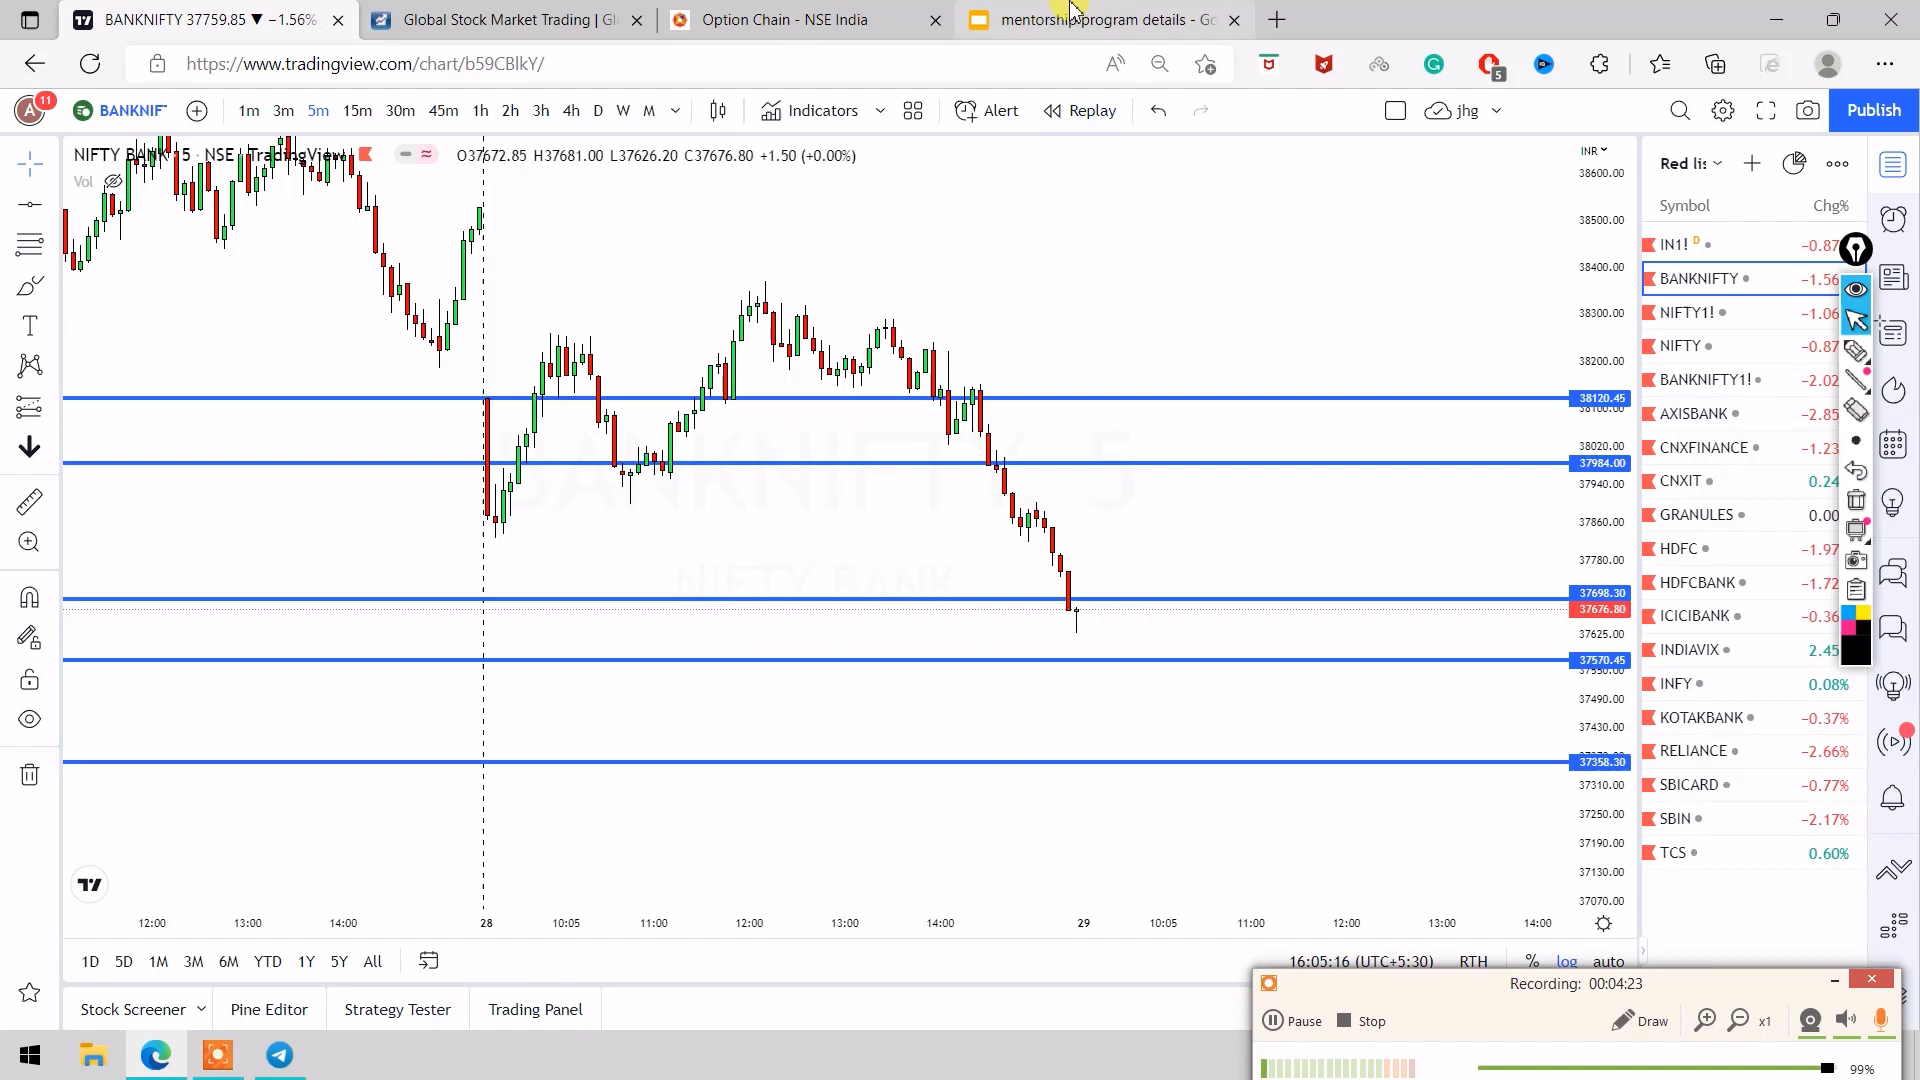 BANKNIFTY 37759.85 ▼ −1.56%
Global Stock Market Trading | Gl
Option Chain - NSE India
mentorship program details - Go
https://www.tradingview.com/chart/b59CBlkY/
5
11
BANKNIF
1m 3m 5m 15m 30m 45m 1h 2h 3h 4h D W M
Indicators
Alert
Replay
jhg
Publish
NIFTY BANK · 5 · NSE · TradingView
O37672.85 H37681.00 L37626.20 C37676.80 +1.50 (+0.00%)
Vol
INR
BANKNIFTY, 5
NIFTY BANK
38600.00
38500.00
38400.00
38300.00
38200.00
38120.45
38100.00
38020.00
37984.00
37940.00
37860.00
37780.00
37698.30
37676.80
37625.00
37570.45
37490.00
37430.00
37358.30
37310.00
37250.00
37190.00
37130.00
37070.00
12:00 13:00 14:00 28 10:05 11:00 12:00 13:00 14:00 29 10:05 11:00 12:00 13:00 14:00
1D 5D 1M 3M 6M YTD 1Y 5Y All
16:05:16 (UTC+5:30) RTH % log auto
Stock Screener
Pine Editor
Strategy Tester
Trading Panel
Red lis
Symbol Chg%
IN1! D −0.87
BANKNIFTY −1.56
NIFTY1! −1.06
NIFTY −0.87
BANKNIFTY1! −2.02
AXISBANK −2.85
CNXFINANCE −1.23
CNXIT 0.24
GRANULES 0.00
HDFC −1.97
HDFCBANK −1.72
ICICIBANK −0.36
INDIAVIX 2.45
INFY 0.08%
KOTAKBANK −0.37%
RELIANCE −2.66%
SBICARD −0.77%
SBIN −2.17%
TCS 0.60%
Recording: 00:04:23
Pause
Stop
Draw
x1
99%